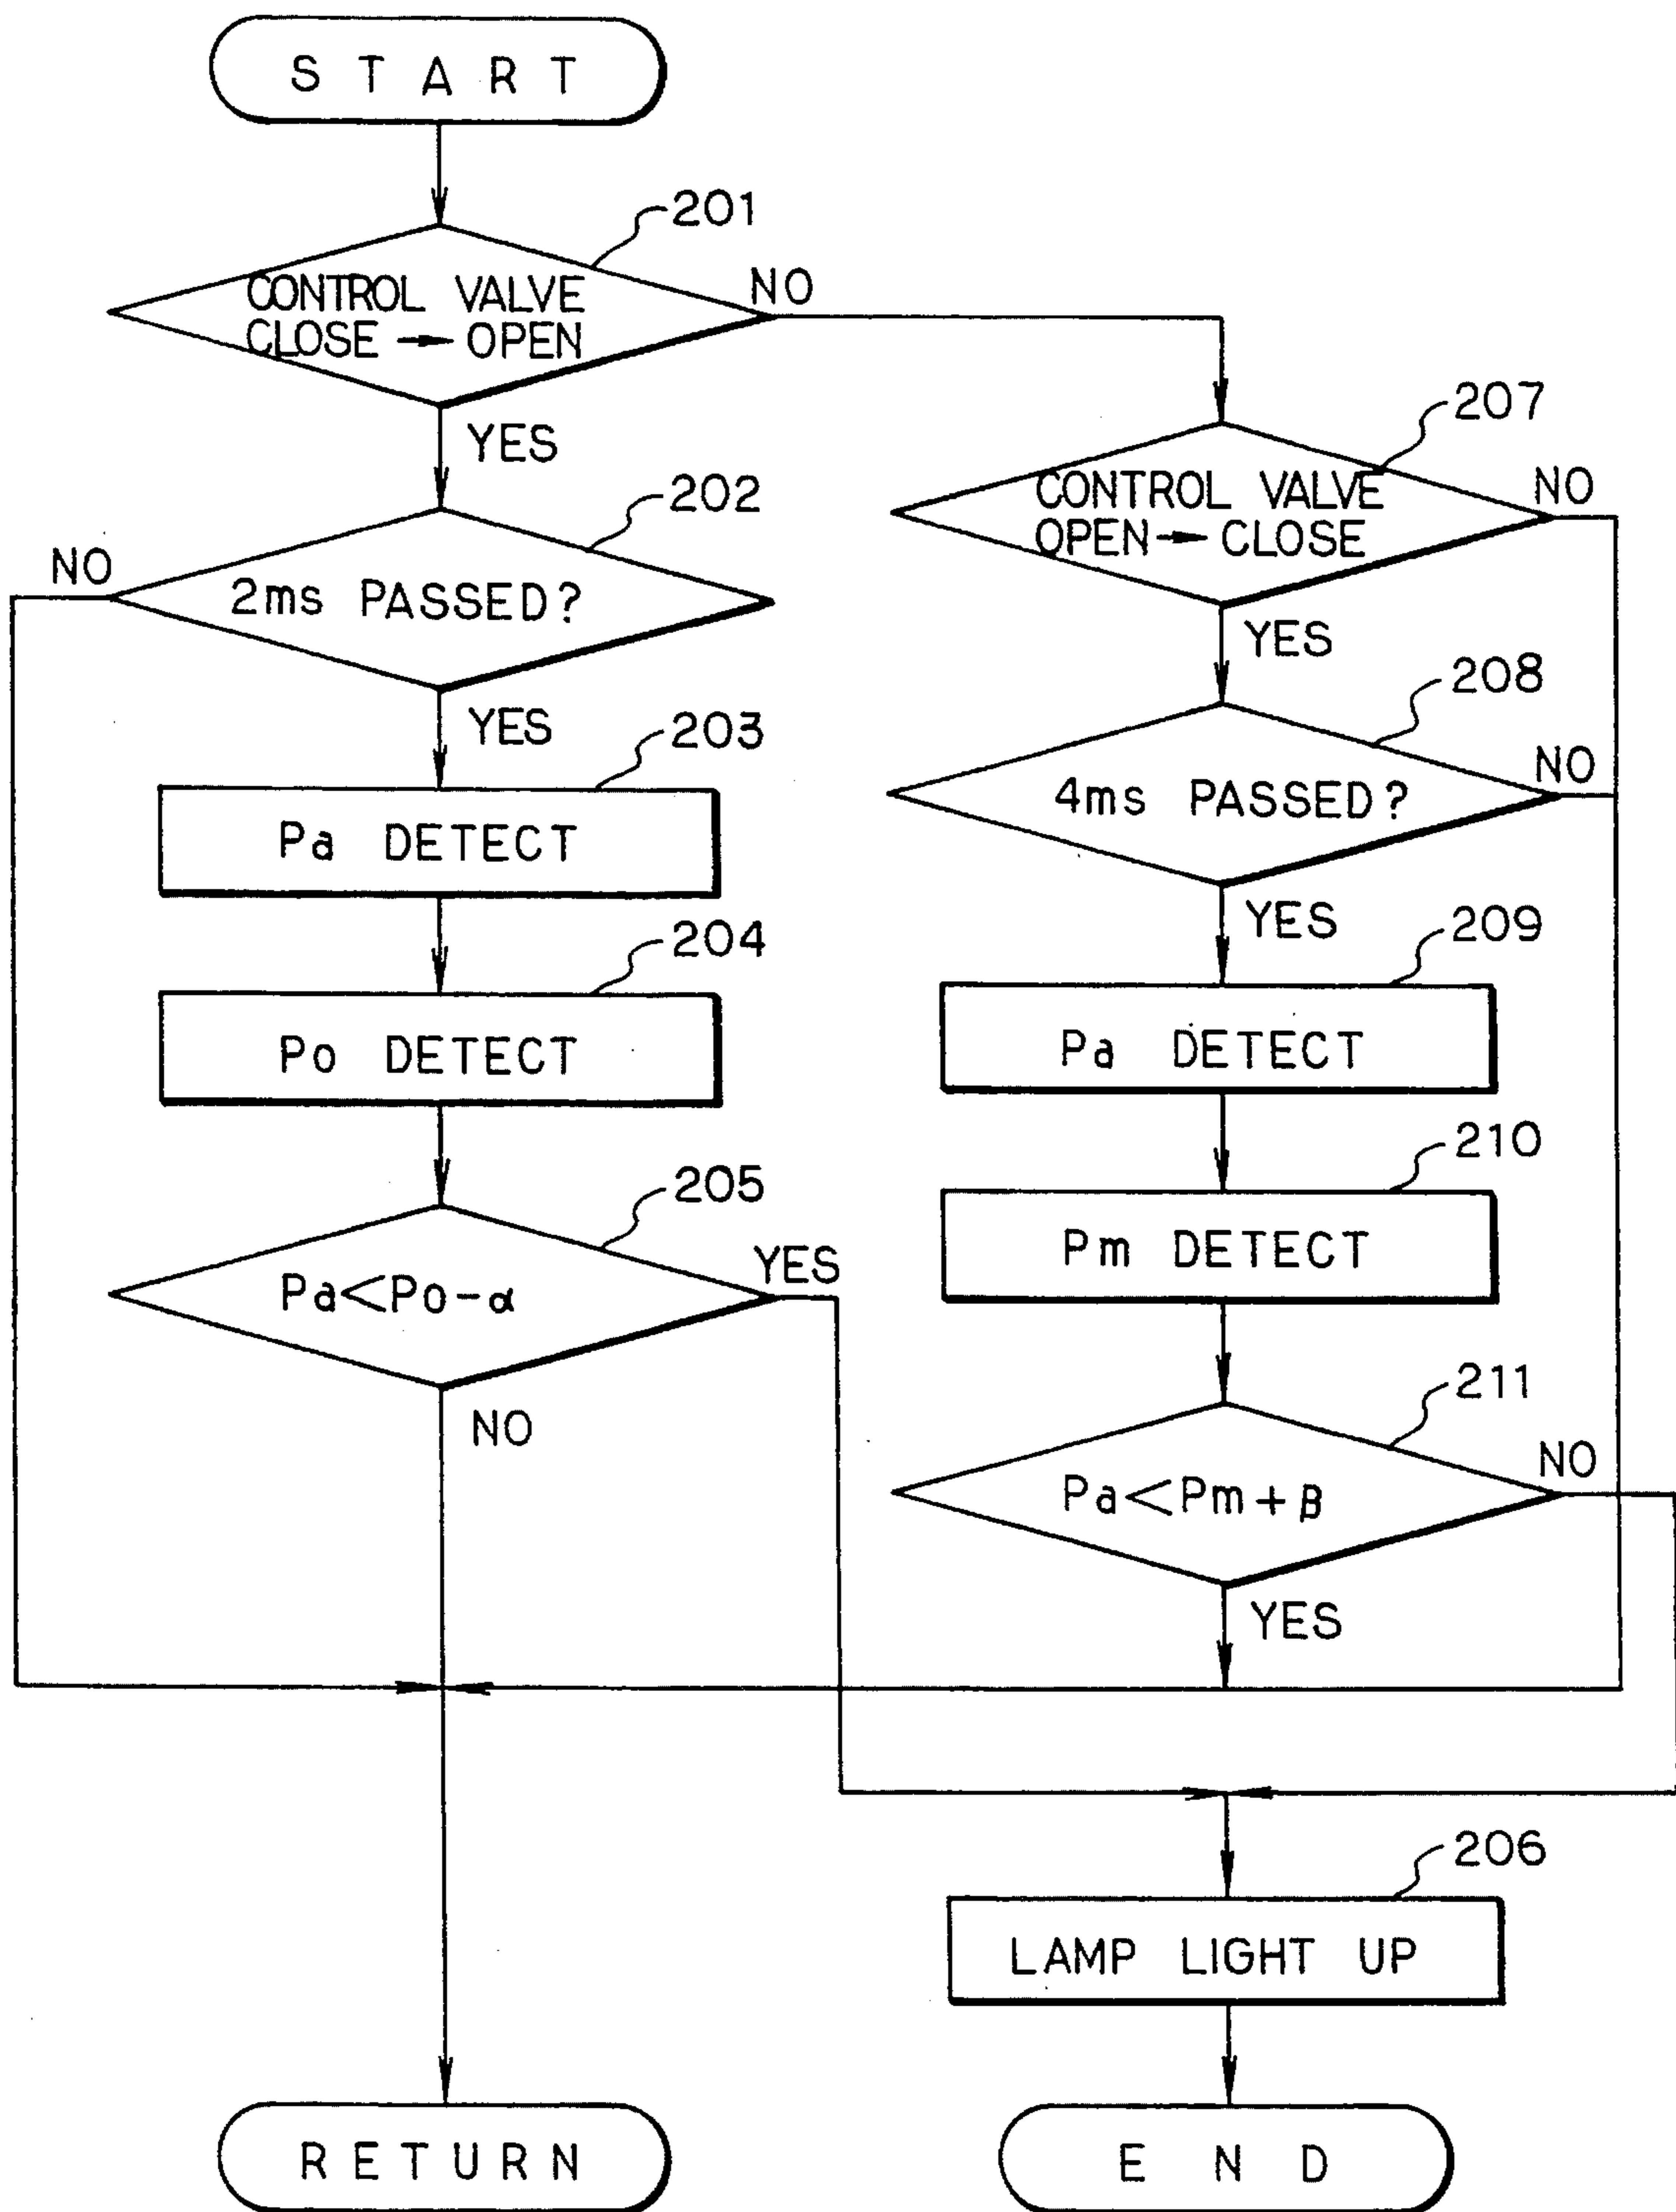 START
201
CONTROL VALVE
CLOSE → OPEN
NO
YES
202
NO
2ms PASSED?
YES
203
Pa DETECT
204
Po DETECT
205
Pa<Po-α
YES
NO
207
CONTROL VALVE
OPEN → CLOSE
NO
YES
208
4ms PASSED?
NO
YES
209
Pa DETECT
210
Pm DETECT
211
Pa<Pm+β
NO
YES
206
LAMP LIGHT UP
RETURN
END